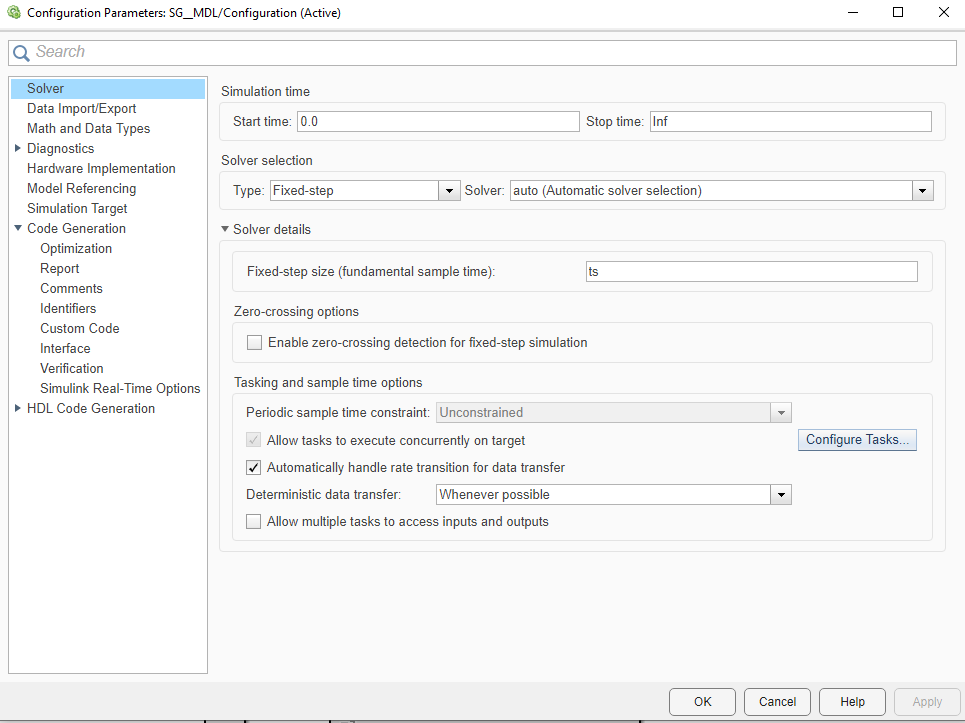 Configuration Parameters: SG__MDL/Configuration (Active)
Search
Solver
Data Import/Export
Math and Data Types
Diagnostics
Hardware Implementation
Model Referencing
Simulation Target
Code Generation
Optimization
Report
Comments
Identifiers
Custom Code
Interface
Verification
Simulink Real-Time Options
HDL Code Generation
Simulation time
Start time: 0.0 Stop time: Inf
Solver selection
Type: Fixed-step Solver: auto (Automatic solver selection)
Solver details
Fixed-step size (fundamental sample time): ts
Zero-crossing options
Enable zero-crossing detection for fixed-step simulation
Tasking and sample time options
Periodic sample time constraint: Unconstrained
Allow tasks to execute concurrently on target Configure Tasks...
Automatically handle rate transition for data transfer
Deterministic data transfer: Whenever possible
Allow multiple tasks to access inputs and outputs
OK Cancel Help Apply